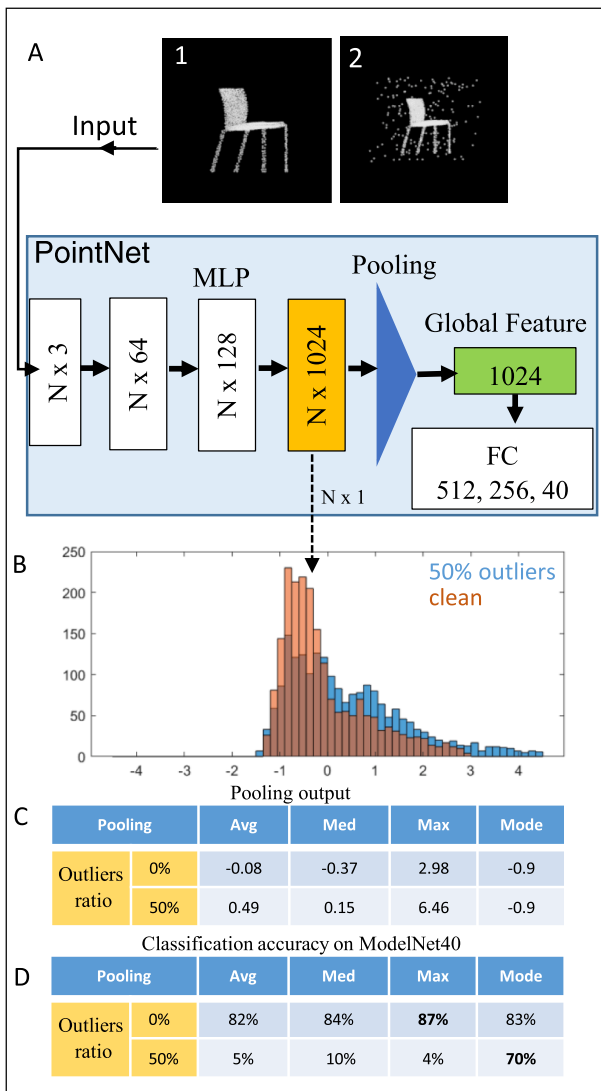 A
1
2
Input
PointNet
MLP
Pooling
Global Feature
N x 3
N x 64
N x 128
N x 1024
1024
FC
512, 256, 40
N x 1
B
50% outliers
clean
250
200
150
100
50
0
-4 -3 -2 -1 0 1 2 3 4
Pooling output
C
Pooling Avg Med Max Mode
Outliers ratio
0% -0.08 -0.37 2.98 -0.9
50% 0.49 0.15 6.46 -0.9
Classification accuracy on ModelNet40
D
Pooling Avg Med Max Mode
Outliers ratio
0% 82% 84% 87% 83%
50% 5% 10% 4% 70%